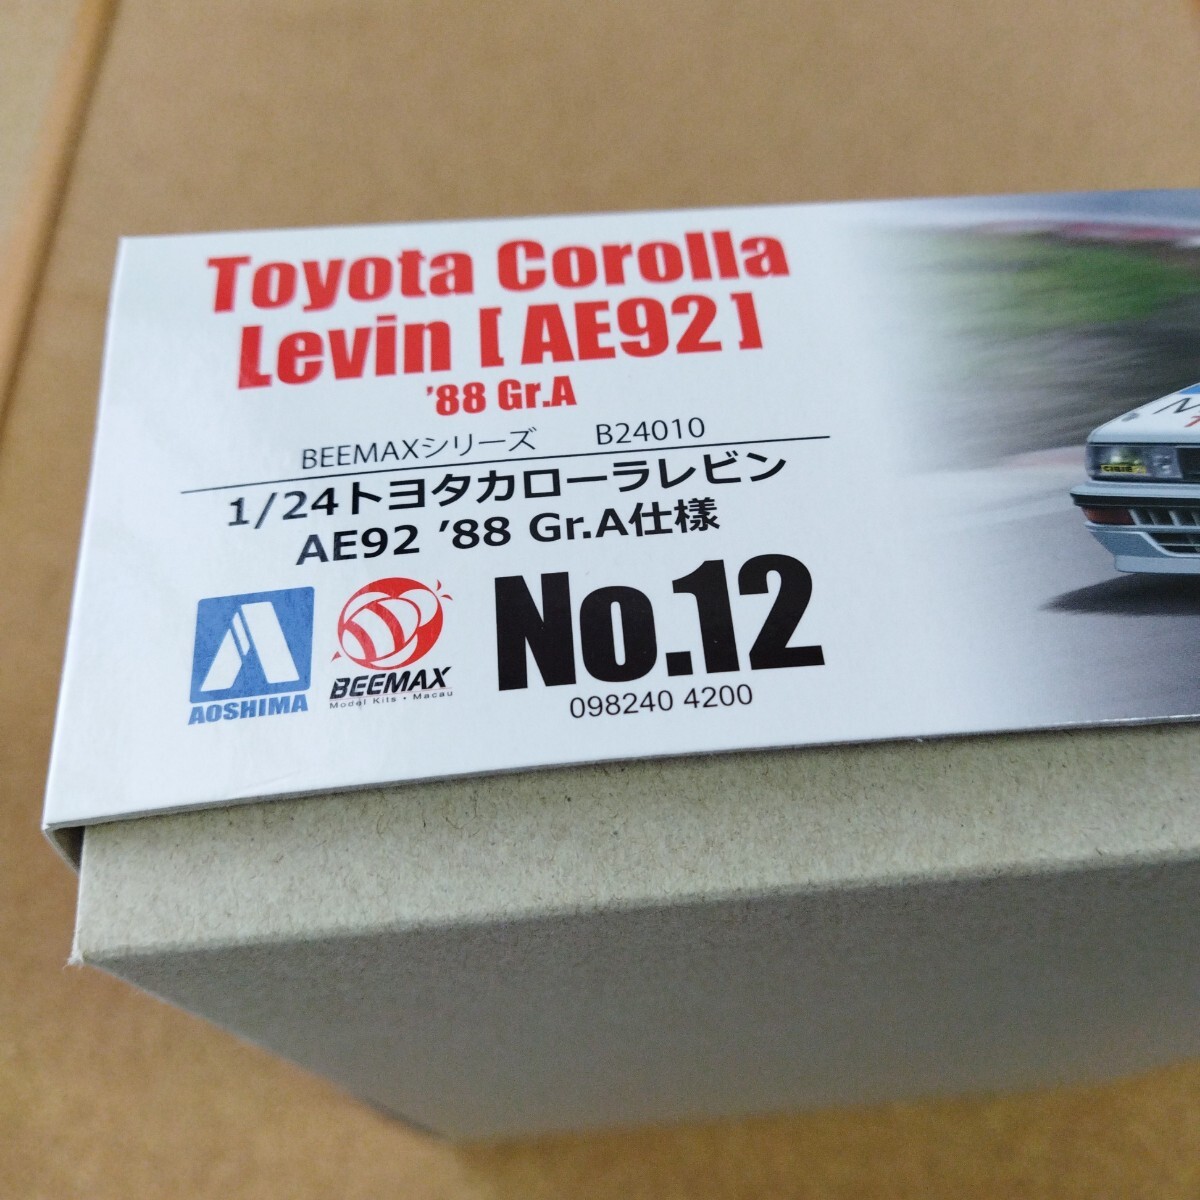 Toyota Corolla
Levin [ AE92 ]
'88 Gr.A
BEEMAXシリーズ B24010
1/24トヨタカローラレビン
AE92 '88 Gr.A仕様
AOSHIMA
BEEMAX
Model Kits・Macau
No.12
098240 4200
CIBIE